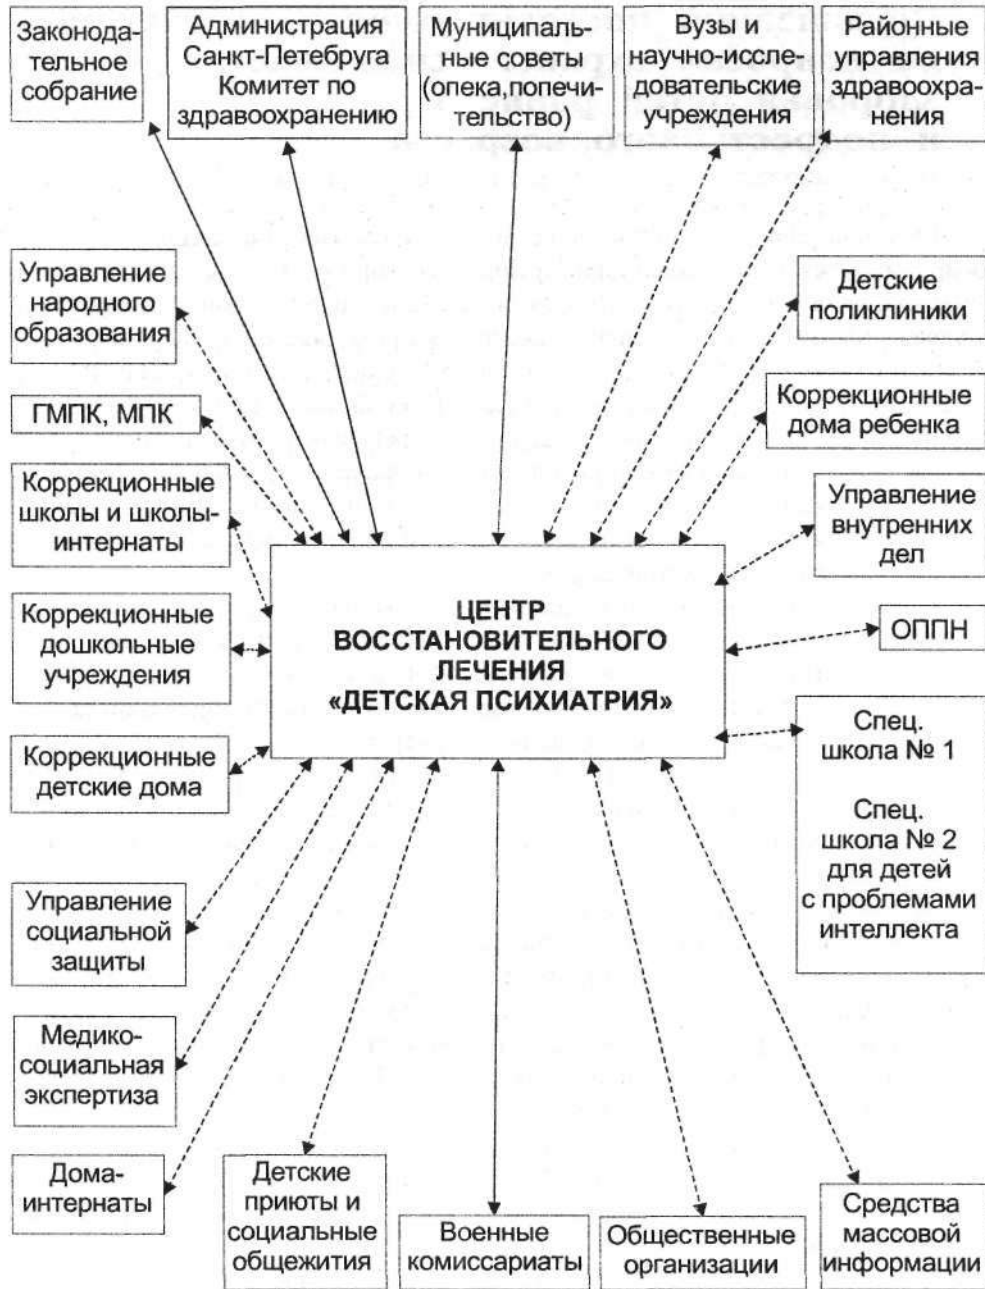 Законода-
тельное
собрание
Администрация
Санкт-Петебруга
Комитет по
здравоохранению
Муниципаль-
ные советы
(опека,попечи-
тельство)
Вузы и
научно-иссле-
довательские
учреждения
Районные
управления
здравоохра-
нения
Управление
народного
образования
Детские
поликлиники
ГМПК, МПК
Коррекционные
дома ребенка
Коррекционные
школы и школы-
интернаты
Управление
внутренних
дел
ЦЕНТР
ВОССТАНОВИТЕЛЬНОГО
ЛЕЧЕНИЯ
«ДЕТСКАЯ ПСИХИАТРИЯ»
Коррекционные
дошкольные
учреждения
ОППН
Коррекционные
детские дома
Спец.
школа № 1
Спец.
школа № 2
для детей
с проблемами
интеллекта
Управление
социальной
защиты
Медико-
социальная
экспертиза
Дома-
интернаты
Детские
приюты и
социальные
общежития
Военные
комиссариаты
Общественные
организации
Средства
массовой
информации